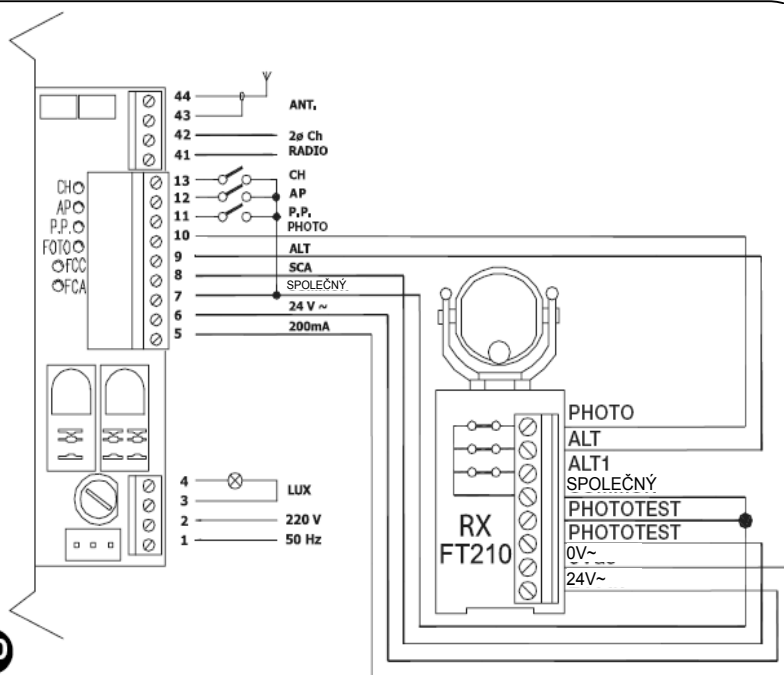 44
43
ANT.
42
2ø Ch
41
RADIO
13
CH
12
AP
11
P.P.
10
PHOTO
9
ALT
8
SCA
7
SPOLEČNÝ
6
24 V ~
5
200mA
CH
AP
P.P.
FOTO
FCC
FCA
4
3
LUX
2
220 V
1
50 Hz
PHOTO
ALT
ALT1
SPOLEČNÝ
PHOTOTEST
PHOTOTEST
0V~
24V~
RX
FT210